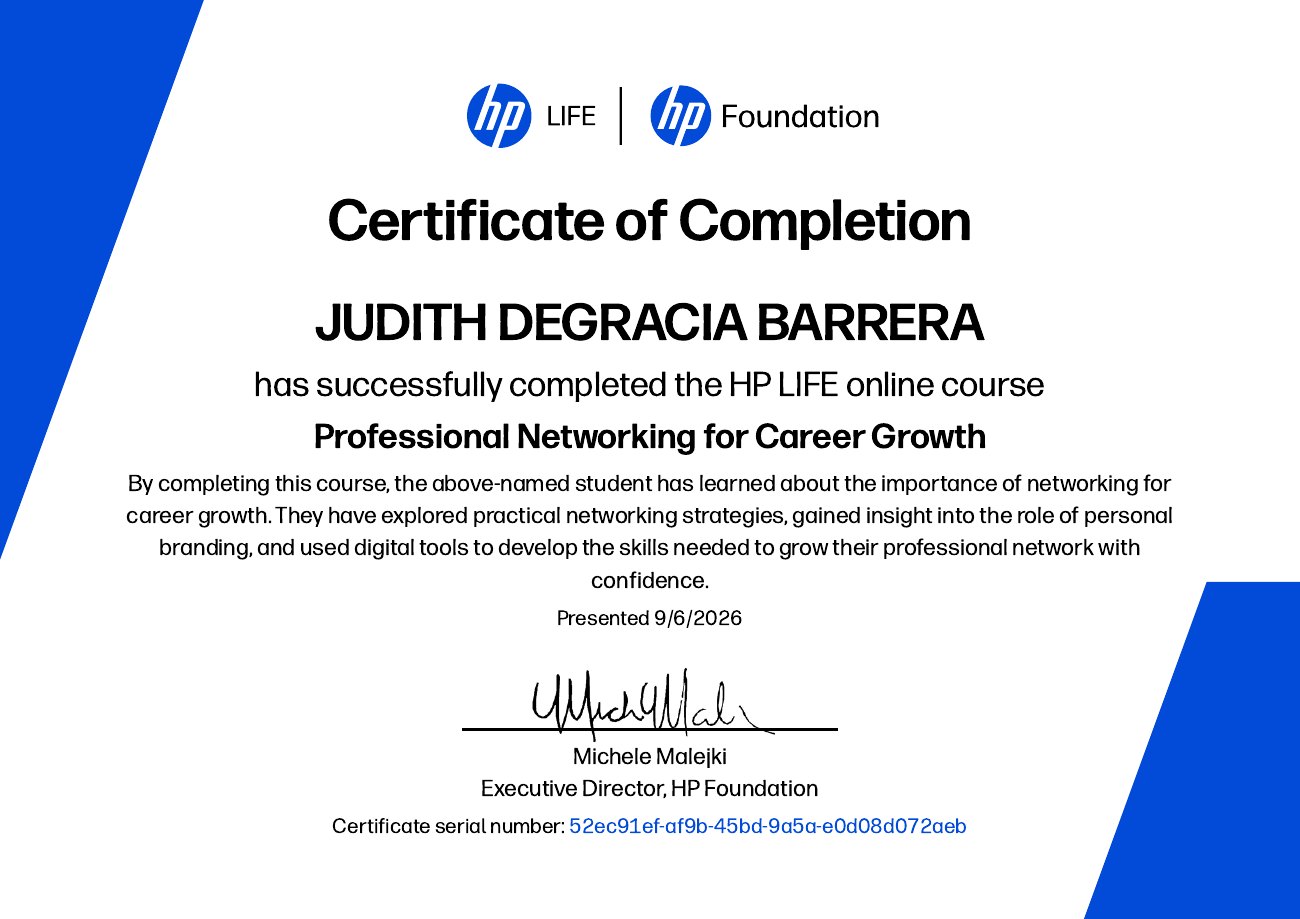 hp LIFE | hp Foundation
Certificate of Completion
JUDITH DEGRACIA BARRERA
has successfully completed the HP LIFE online course
Professional Networking for Career Growth
By completing this course, the above-named student has learned about the importance of networking for
career growth. They have explored practical networking strategies, gained insight into the role of personal
branding, and used digital tools to develop the skills needed to grow their professional network with
confidence.
Presented 9/6/2026
Michele Malejki
Executive Director, HP Foundation
Certificate serial number: 52ec91ef-af9b-45bd-9a5a-e0d08d072aeb